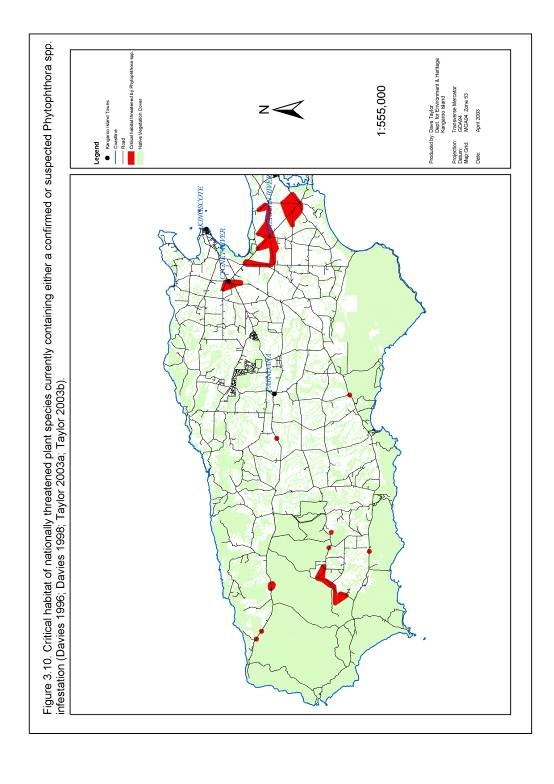 Figure 3.10. Critical habitat of nationally threatened plant species currently containing either a confirmed or suspected Phytophthora spp.
infestation (Davies 1996; Davies 1998; Taylor 2003a; Taylor 2003b).
Legend
Kangaroo Island Towns
Coastline
Road
Critical habitat threatened by Phytophthora spp.
Native Vegetation Cover
N
1:555,000
Produced by: Dave Taylor
Dept. for Environment & Heritage
Kangaroo Island
Projection: Transverse Mercator
Datum: GDA94
Map Grid: MGA94 Zone 53
Date: April 2003
KINGSCOTE
PARNDANA